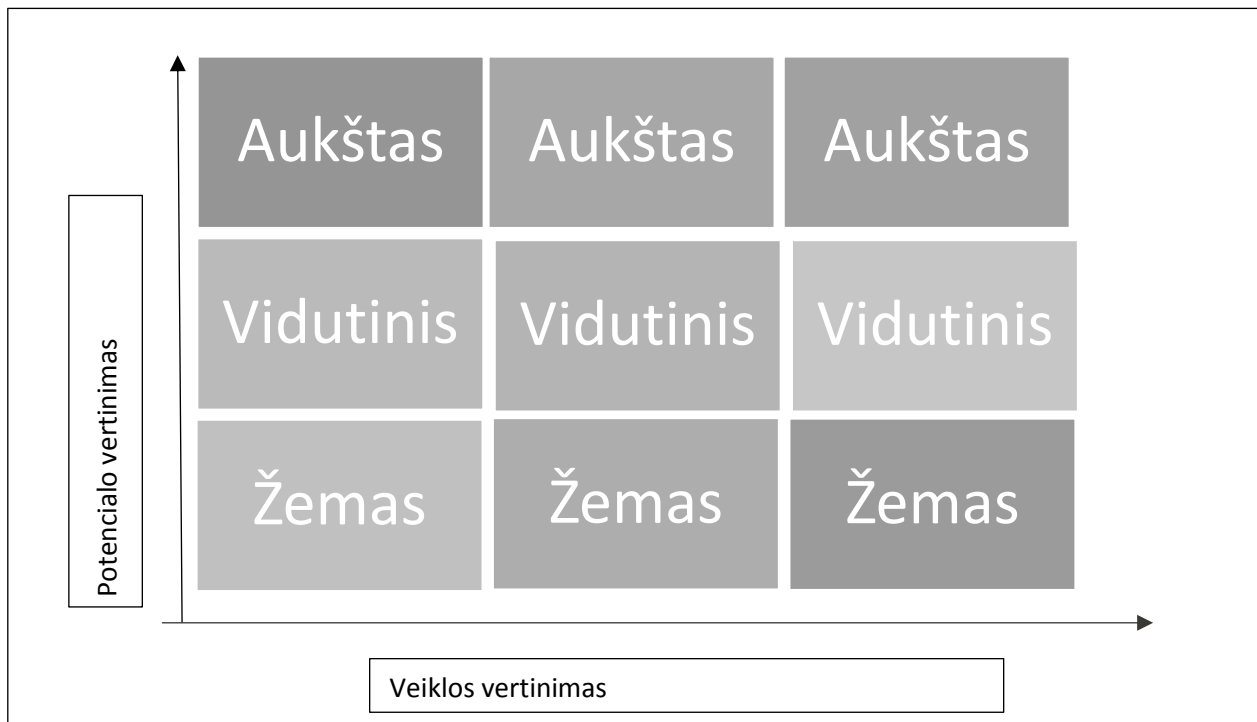 Aukštas Aukštas Aukštas
Vidutinis Vidutinis Vidutinis
Žemas Žemas Žemas
Potencialo vertinimas
Veiklos vertinimas